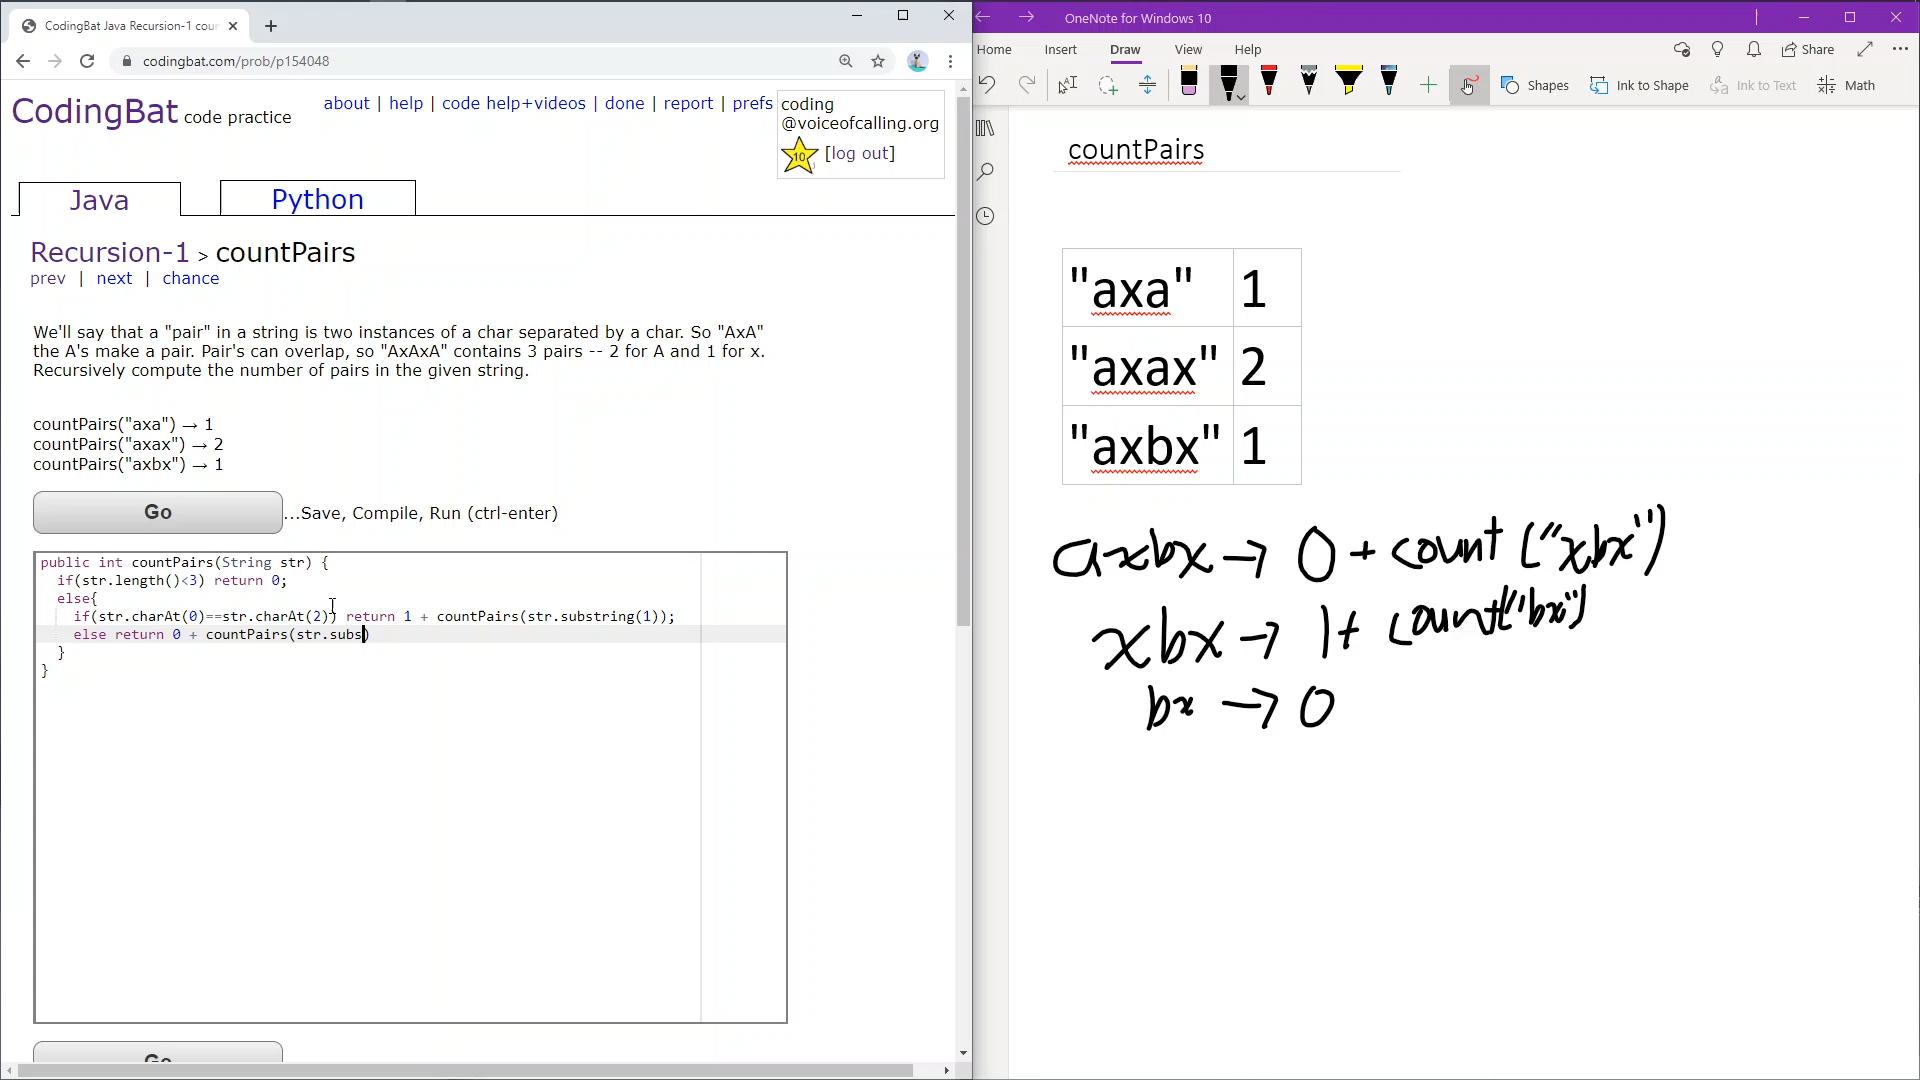 CodingBat Java Recursion-1 coun
codingbat.com/prob/p154048
CodingBat code practice
about | help | code help+videos | done | report | prefs
coding
@voiceofcalling.org
10
[log out]
Java
Python
Recursion-1 > countPairs
prev | next | chance
We'll say that a "pair" in a string is two instances of a char separated by a char. So "AxA"
the A's make a pair. Pair's can overlap, so "AxAxA" contains 3 pairs -- 2 for A and 1 for x.
Recursively compute the number of pairs in the given string.
countPairs("axa") → 1
countPairs("axax") → 2
countPairs("axbx") → 1
Go
...Save, Compile, Run (ctrl-enter)
public int countPairs(String str) {
if(str.length()<3) return 0;
else{
if(str.charAt(0)==str.charAt(2)) return 1 + countPairs(str.substring(1));
else return 0 + countPairs(str.subs)
}
}
Go
OneNote for Windows 10
Home
Insert
Draw
View
Help
Share
Shapes
Ink to Shape
Ink to Text
Math
countPairs
"axa" 1
"axax" 2
"axbx" 1
axbx → 0 + count ("xbx")
xbx → 1+ count("bx")
bx → 0